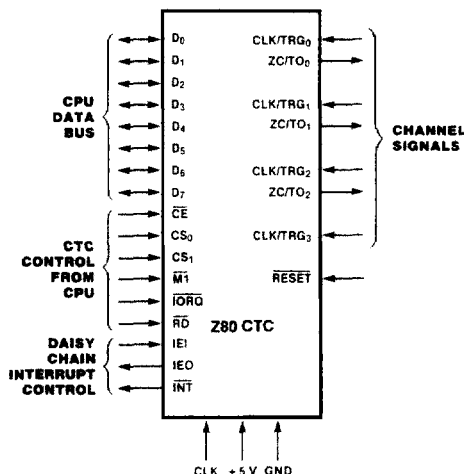 CPU
DATA
BUS
D0
D1
D2
D3
D4
D5
D6
D7
CTC
CONTROL
FROM
CPU
CE
CS0
CS1
M1
IORQ
RD
DAISY
CHAIN
INTERRUPT
CONTROL
IEI
IEO
INT
Z80 CTC
CLK/TRG0
ZC/TO0
CLK/TRG1
ZC/TO1
CLK/TRG2
ZC/TO2
CLK/TRG3
RESET
CHANNEL
SIGNALS
CLK +5 V GND